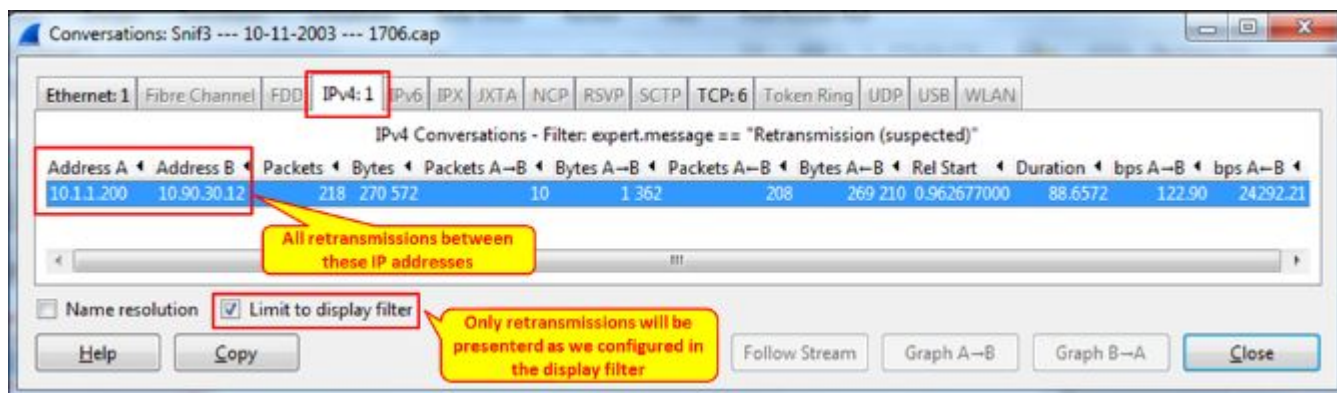 Conversations: Snif3 --- 10-11-2003 --- 1706.cap
Ethernet: 1 Fibre Channel FDD IPv4: 1 IPv6 IPX JXTA NCP RSVP SCTP TCP: 6 Token Ring UDP USB WLAN
IPv4 Conversations - Filter: expert.message == "Retransmission (suspected)"
Address A Address B Packets Bytes Packets A→B Bytes A→B Packets A←B Bytes A←B Rel Start Duration bps A→B bps A←B
10.1.1.200 10.90.30.12 218 270 572 10 1 362 208 269 210 0.962677000 88.6572 122.90 24292.21
All retransmissions between
these IP addresses
Name resolution Limit to display filter
Only retransmissions will be
presenterd as we configured in
the display filter
Help Copy Follow Stream Graph A→B Graph B→A Close